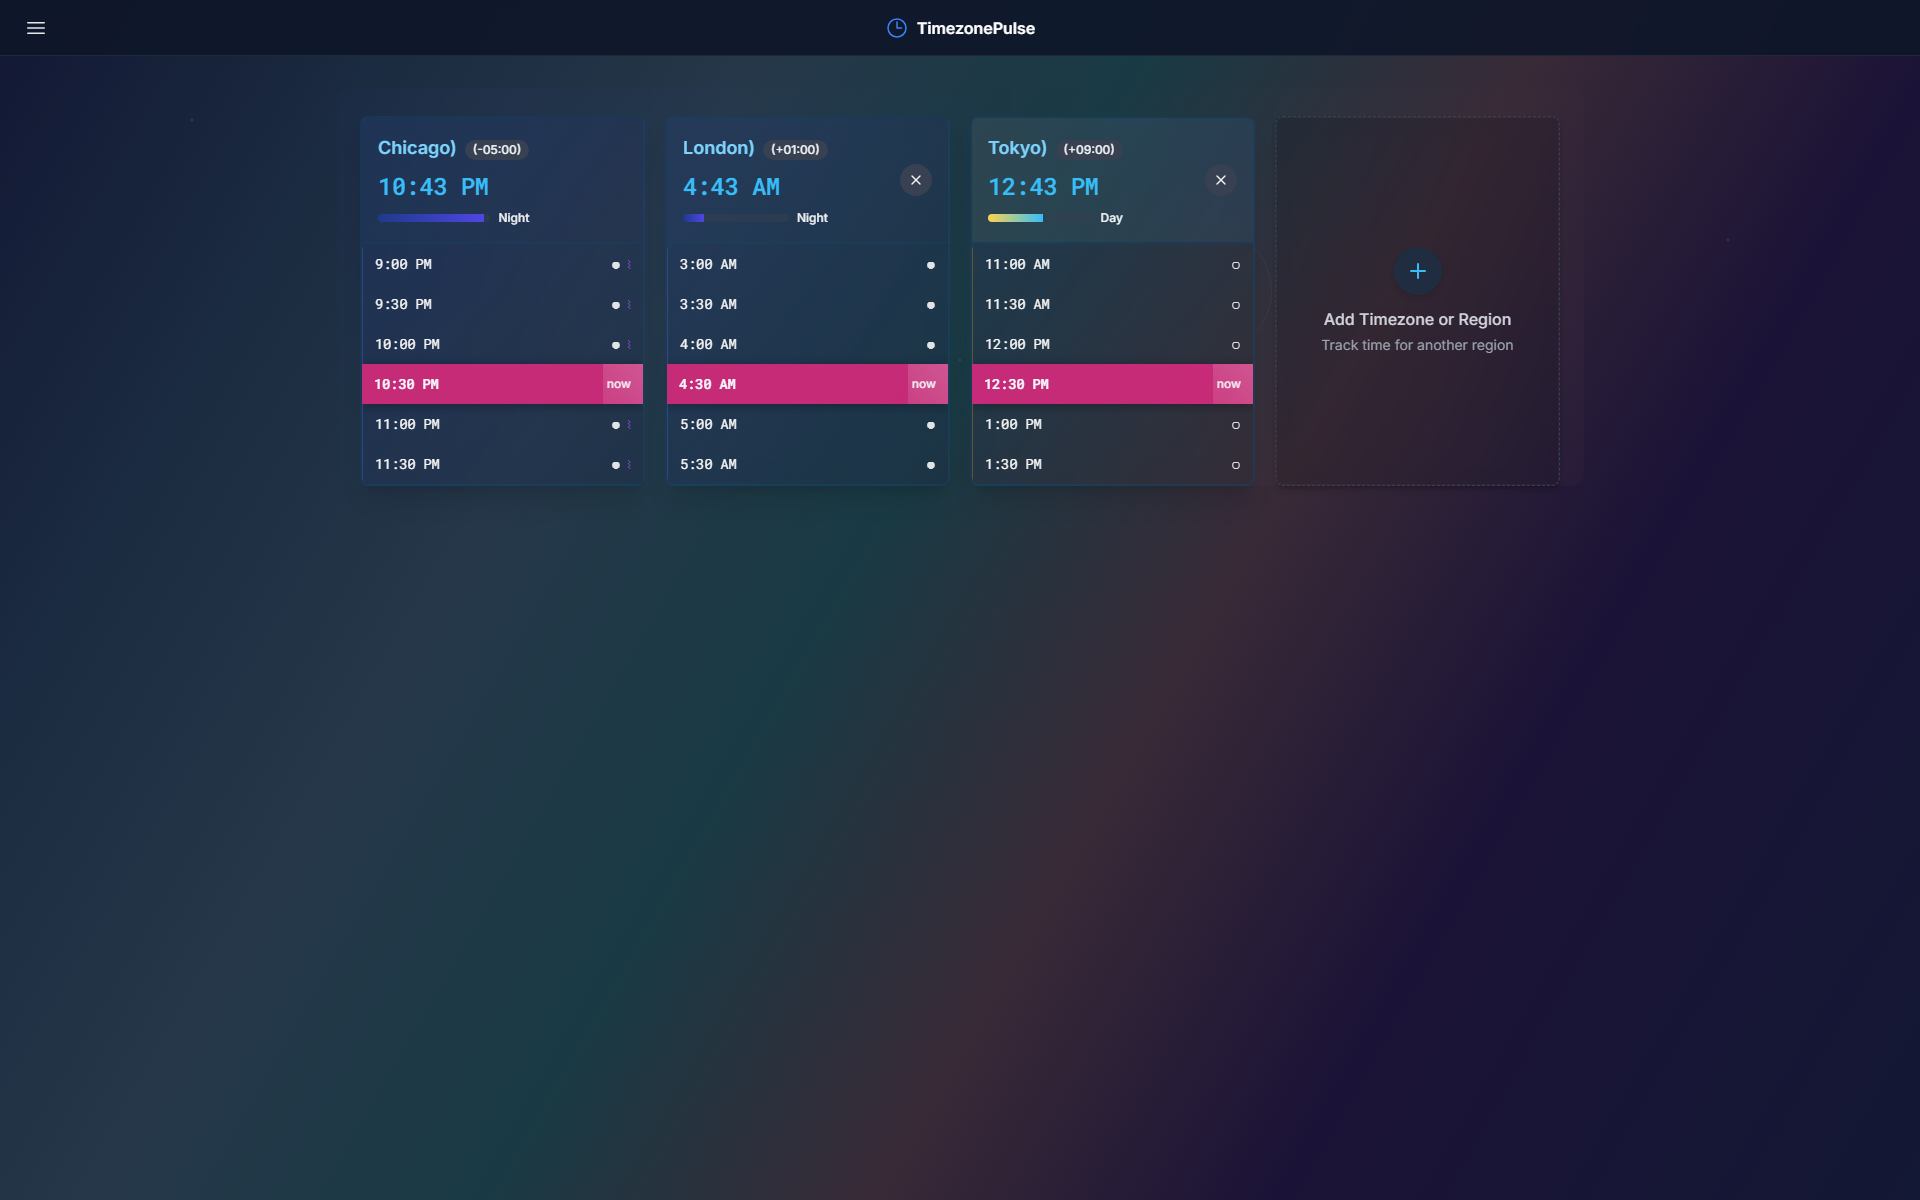 TimezonePulse
Chicago) (-05:00)
10:43 PM
Night
9:00 PM
9:30 PM
10:00 PM
10:30 PM now
11:00 PM
11:30 PM
London) (+01:00)
4:43 AM
Night
3:00 AM
3:30 AM
4:00 AM
4:30 AM now
5:00 AM
5:30 AM
Tokyo) (+09:00)
12:43 PM
Day
11:00 AM
11:30 AM
12:00 PM
12:30 PM now
1:00 PM
1:30 PM
Add Timezone or Region
Track time for another region